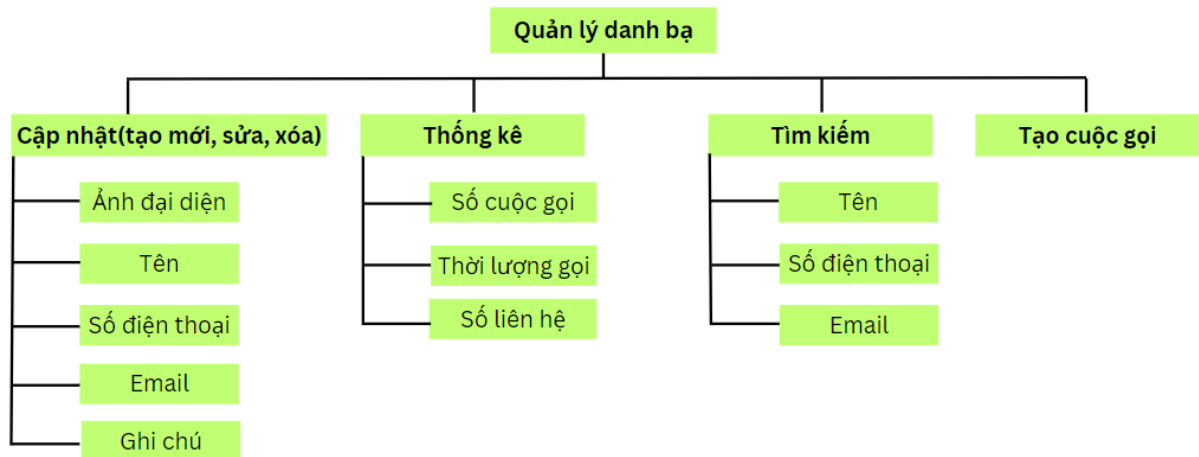 Quản lý danh bạ
Cập nhật(tạo mới, sửa, xóa)
Ảnh đại diện
Tên
Số điện thoại
Email
Ghi chú
Thống kê
Số cuộc gọi
Thời lượng gọi
Số liên hệ
Tìm kiếm
Tên
Số điện thoại
Email
Tạo cuộc gọi